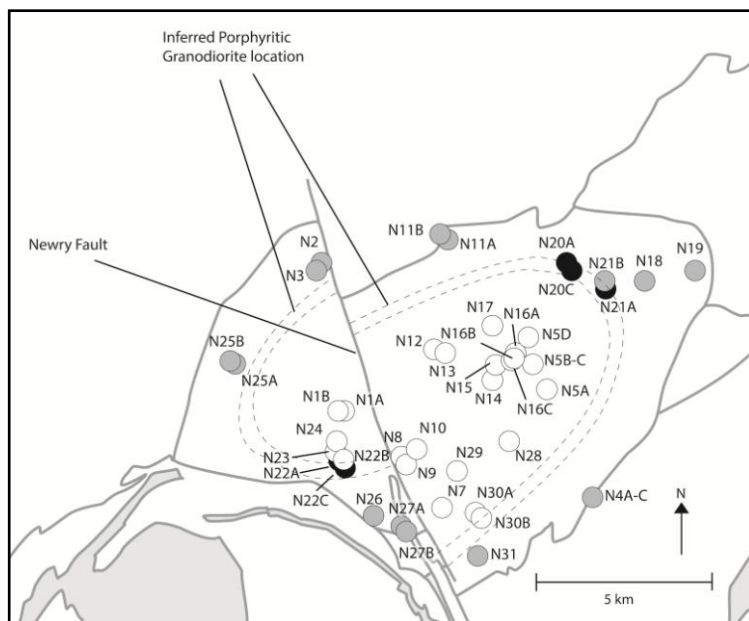 Inferred Porphyritic
Granodiorite location
Newry Fault
N2
N3
N11B
N11A
N20A
N20C
N21B
N18
N19
N21A
N17
N16A
N16B
N5D
N12
N13
N5B-C
N15
N14
N16C
N5A
N25B
N25A
N1B
N1A
N24
N23
N22A
N22B
N22C
N8
N10
N9
N29
N28
N7
N30A
N30B
N26
N27A
N27B
N31
N4A-C
N
5 km